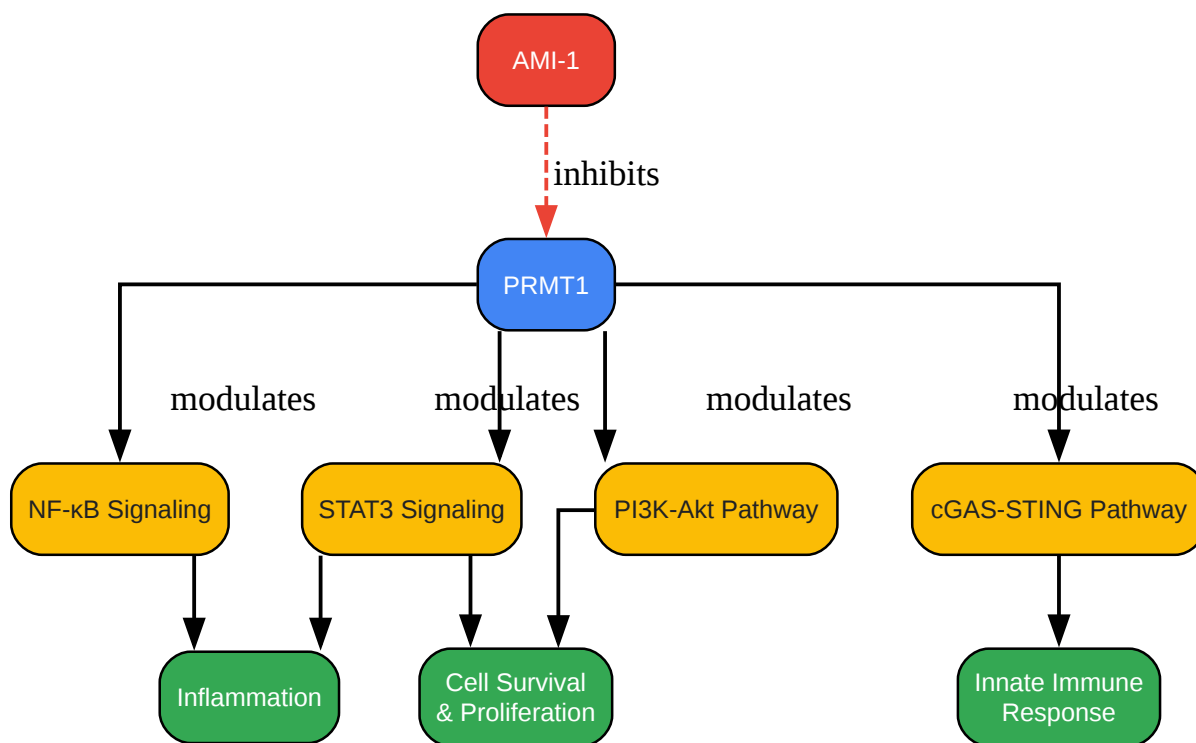 AMI-1
inhibits
PRMT1
modulates
modulates
modulates
modulates
NF-κB Signaling
STAT3 Signaling
PI3K-Akt Pathway
cGAS-STING Pathway
Inflammation
Cell Survival
& Proliferation
Innate Immune
Response